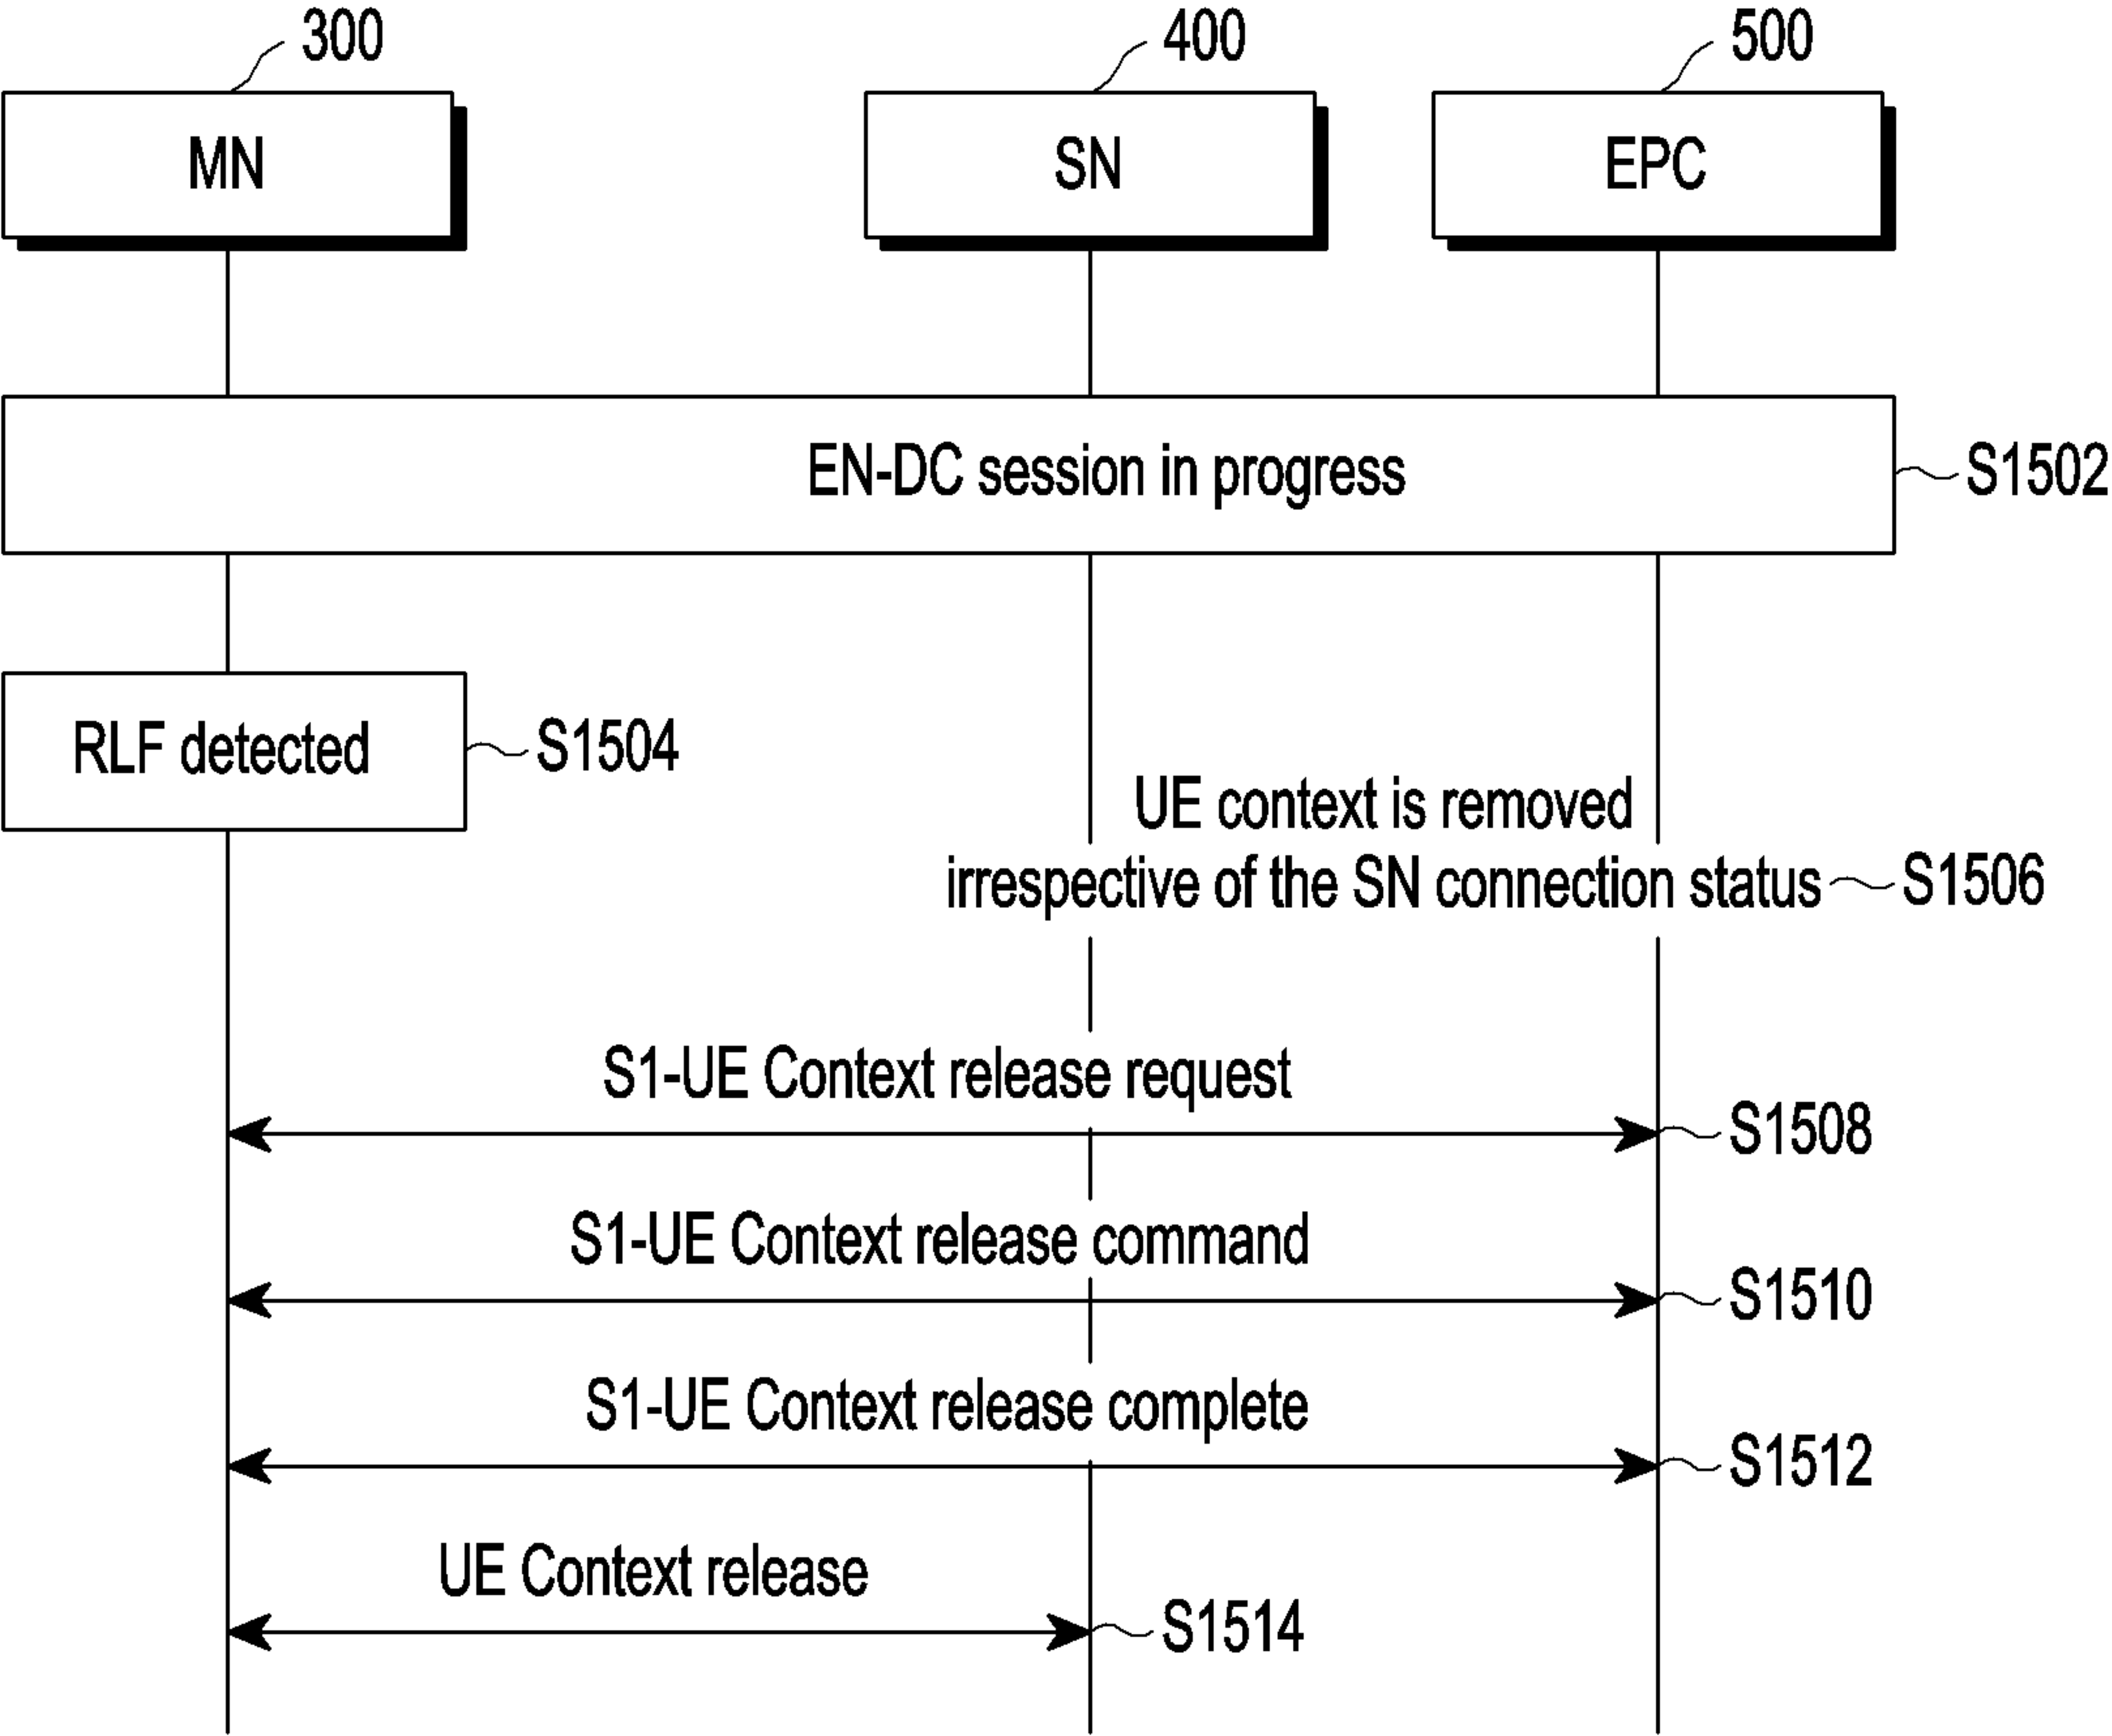 300
400
500
MN
SN
EPC
EN-DC session in progress
S1502
RLF detected
S1504
UE context is removed
irrespective of the SN connection status
S1506
S1-UE Context release request
S1508
S1-UE Context release command
S1510
S1-UE Context release complete
S1512
UE Context release
S1514